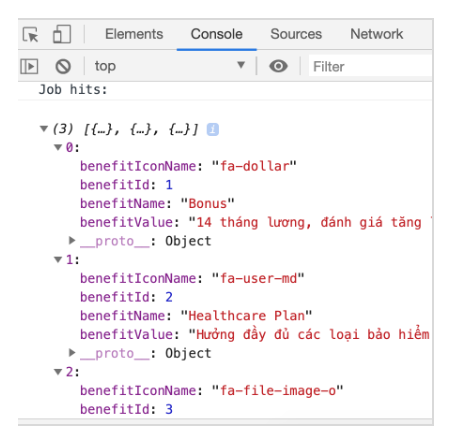 Elements Console Sources Network
top Filter
Job hits:
(3) [{…}, {…}, {…}]
0:
benefitIconName: "fa-dollar"
benefitId: 1
benefitName: "Bonus"
benefitValue: "14 tháng lương, đánh giá tăng
__proto__: Object
1:
benefitIconName: "fa-user-md"
benefitId: 2
benefitName: "Healthcare Plan"
benefitValue: "Hưởng đầy đủ các loại bảo hiểm
__proto__: Object
2:
benefitIconName: "fa-file-image-o"
benefitId: 3